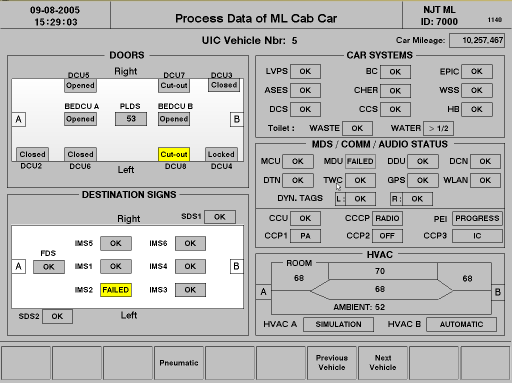 09-08-2005
15:29:03
Process Data of ML Cab Car
NJT ML
ID: 7000
1140
UIC Vehicle Nbr: 5
Car Mileage: 10,257,467
DOORS
Right
DCU5
DCU7
DCU3
Opened
Cut-out
Closed
BEDCU A
PLDS
BEDCU B
A
Opened
53
Opened
B
Closed
Closed
Cut-out
Locked
DCU2
DCU6
DCU8
DCU4
Left
DESTINATION SIGNS
Right
SDS1 OK
IMS5 OK
IMS6 OK
FDS
A
OK
IMS1 OK
IMS4 OK
B
IMS2 FAILED
IMS3 OK
SDS2 OK
Left
CAR SYSTEMS
LVPS OK
BC OK
EPIC OK
ASES OK
CHER OK
WSS OK
DCS OK
CCS OK
HB OK
Toilet : WASTE OK
WATER > 1/2
MDS / COMM / AUDIO STATUS
MCU OK
MDU FAILED
DDU OK
DCN OK
DTN OK
TWC OK
GPS OK
WLAN OK
DYN. TAGS L: OK
R: OK
CCU OK
CCCP RADIO
PEI PROGRESS
CCP1 PA
CCP2 OFF
CCP3 IC
HVAC
ROOM
68
70
68
A
68
B
AMBIENT: 52
HVAC A SIMULATION
HVAC B AUTOMATIC
Pneumatic
Previous Vehicle
Next Vehicle